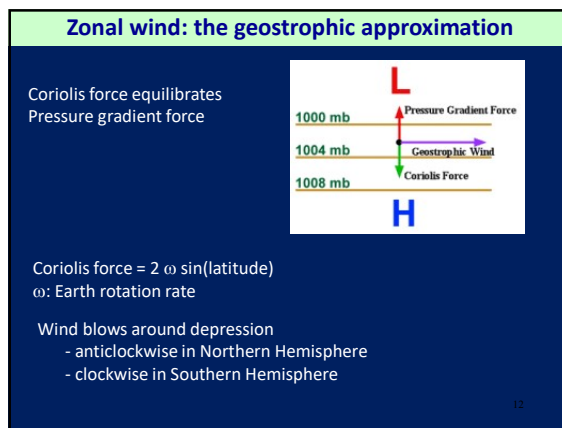 Zonal wind: the geostrophic approximation
Coriolis force equilibrates
Pressure gradient force
L
Pressure Gradient Force
1000 mb
1004 mb
Geostrophic Wind
Coriolis Force
1008 mb
H
Coriolis force = 2 ω sin(latitude)
ω: Earth rotation rate
Wind blows around depression
- anticlockwise in Northern Hemisphere
- clockwise in Southern Hemisphere
12